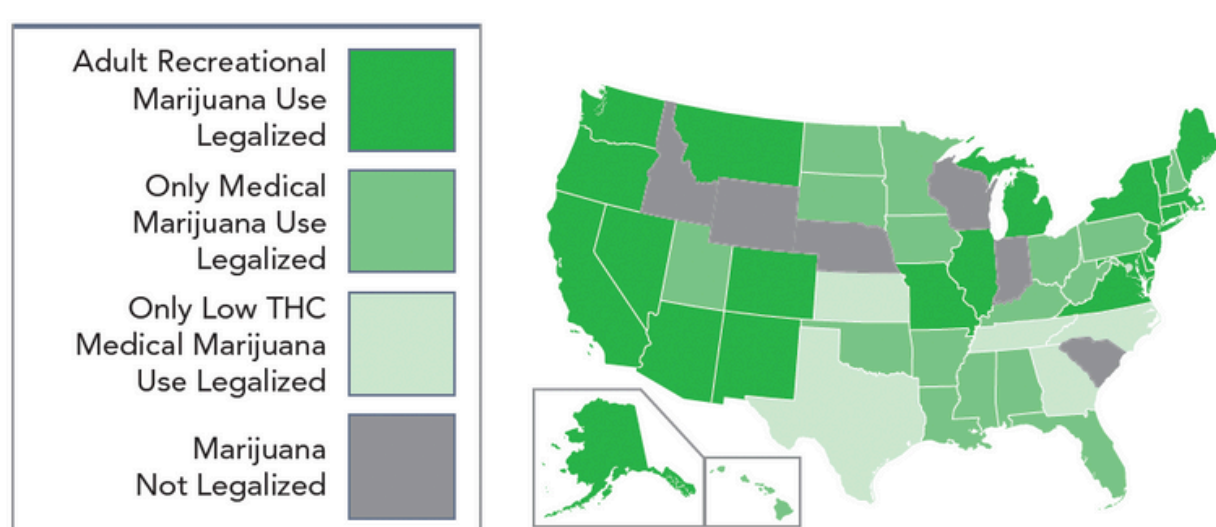 Adult Recreational
Marijuana Use
Legalized
Only Medical
Marijuana Use
Legalized
Only Low THC
Medical Marijuana
Use Legalized
Marijuana
Not Legalized